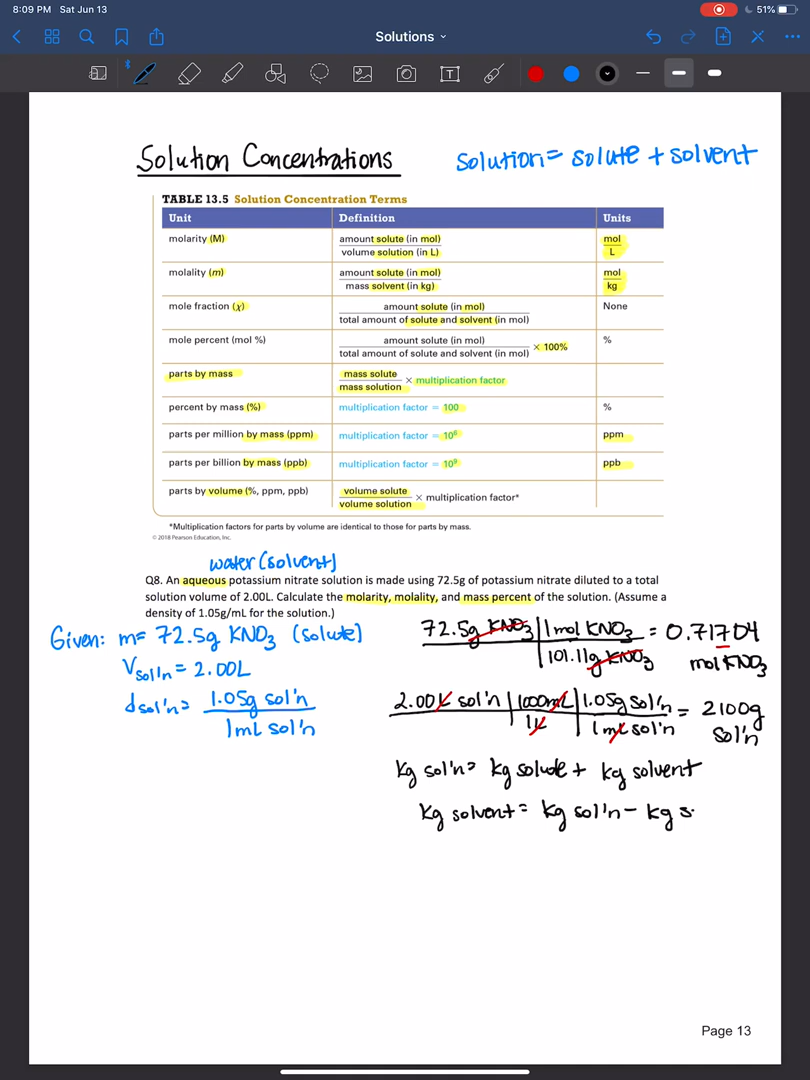 8:09 PM Sat Jun 13
51%
Solutions
T
Solution Concentrations
solution = solute + solvent
TABLE 13.5 Solution Concentration Terms
Unit Definition Units
molarity (M) amount solute (in mol) / volume solution (in L) mol / L
molality (m) amount solute (in mol) / mass solvent (in kg) mol / kg
mole fraction (χ) amount solute (in mol) / total amount of solute and solvent (in mol) None
mole percent (mol %) amount solute (in mol) / total amount of solute and solvent (in mol) × 100% %
parts by mass mass solute / mass solution × multiplication factor
percent by mass (%) multiplication factor = 100 %
parts per million by mass (ppm) multiplication factor = 10⁶ ppm
parts per billion by mass (ppb) multiplication factor = 10⁹ ppb
parts by volume (%, ppm, ppb) volume solute / volume solution × multiplication factor*
*Multiplication factors for parts by volume are identical to those for parts by mass.
© 2018 Pearson Education, Inc.
water (solvent)
Q8. An aqueous potassium nitrate solution is made using 72.5g of potassium nitrate diluted to a total
solution volume of 2.00L. Calculate the molarity, molality, and mass percent of the solution. (Assume a
density of 1.05g/mL for the solution.)
Given: m= 72.5g KNO₃ (solute)
Vsol'n = 2.00L
dsol'n = 1.05g sol'n / 1mL sol'n
72.5g KNO₃ | 1 mol KNO₃ / 101.11g KNO₃ = 0.71704 mol KNO₃
2.00L sol'n | 1000mL / 1L | 1.05g sol'n / 1mL sol'n = 2100g sol'n
kg sol'n = kg solute + kg solvent
kg solvent = kg sol'n − kg s
Page 13